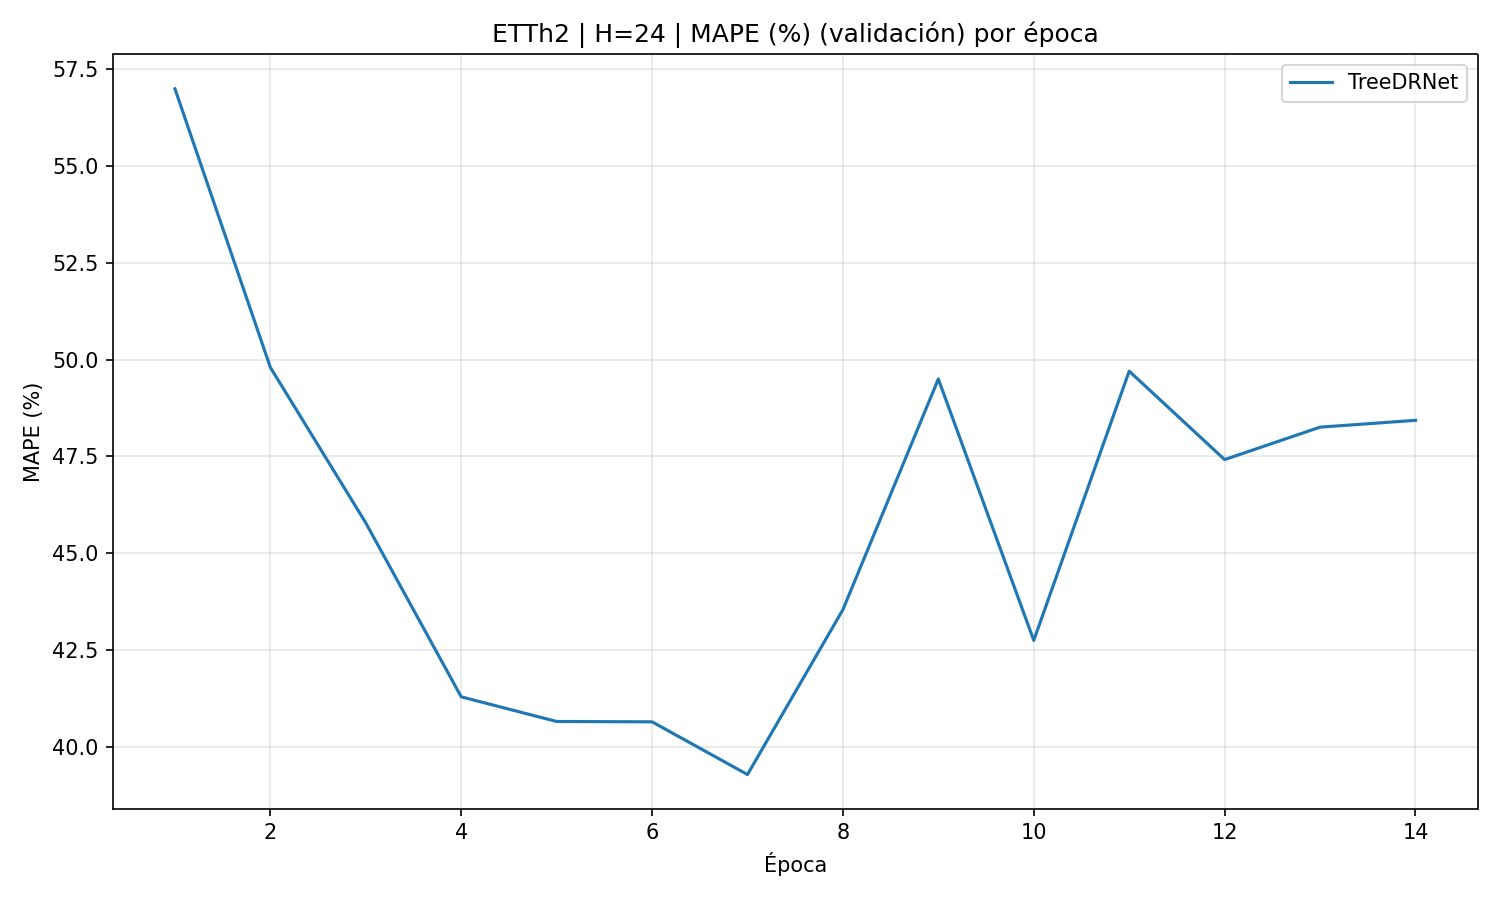 ETTh2 | H=24 | MAPE (%) (validación) por época
TreeDRNet
MAPE (%)
57.5
55.0
52.5
50.0
47.5
45.0
42.5
40.0
2 4 6 8 10 12 14
Época